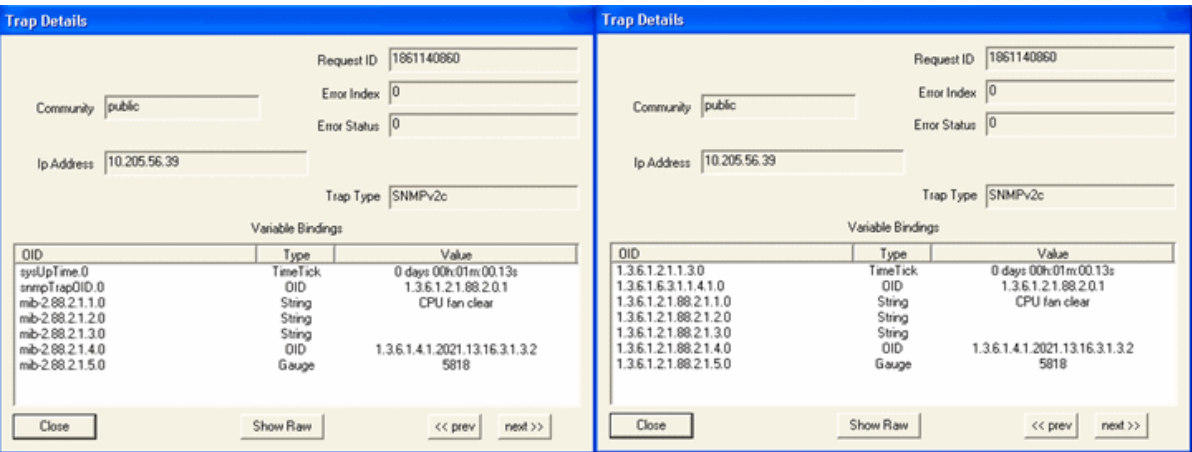 Trap Details
Request ID 1861140860
Community public
Error Index 0
Error Status 0
Ip Address 10.205.56.39
Trap Type SNMPv2c
Variable Bindings
OID Type Value
sysUpTime.0 TimeTick 0 days 00h:01m:00.13s
snmpTrapOID.0 OID 1.3.6.1.2.1.88.2.0.1
mib-2.88.2.1.1.0 String CPU fan clear
mib-2.88.2.1.2.0 String
mib-2.88.2.1.3.0 String
mib-2.88.2.1.4.0 OID 1.3.6.1.4.1.2021.13.16.3.1.3.2
mib-2.88.2.1.5.0 Gauge 5818
Close Show Raw << prev next >>
Trap Details
Request ID 1861140860
Community public
Error Index 0
Error Status 0
Ip Address 10.205.56.39
Trap Type SNMPv2c
Variable Bindings
OID Type Value
1.3.6.1.2.1.1.3.0 TimeTick 0 days 00h:01m:00.13s
1.3.6.1.6.3.1.1.4.1.0 OID 1.3.6.1.2.1.88.2.0.1
1.3.6.1.2.1.88.2.1.1.0 String CPU fan clear
1.3.6.1.2.1.88.2.1.2.0 String
1.3.6.1.2.1.88.2.1.3.0 String
1.3.6.1.2.1.88.2.1.4.0 OID 1.3.6.1.4.1.2021.13.16.3.1.3.2
1.3.6.1.2.1.88.2.1.5.0 Gauge 5818
Close Show Raw << prev next >>